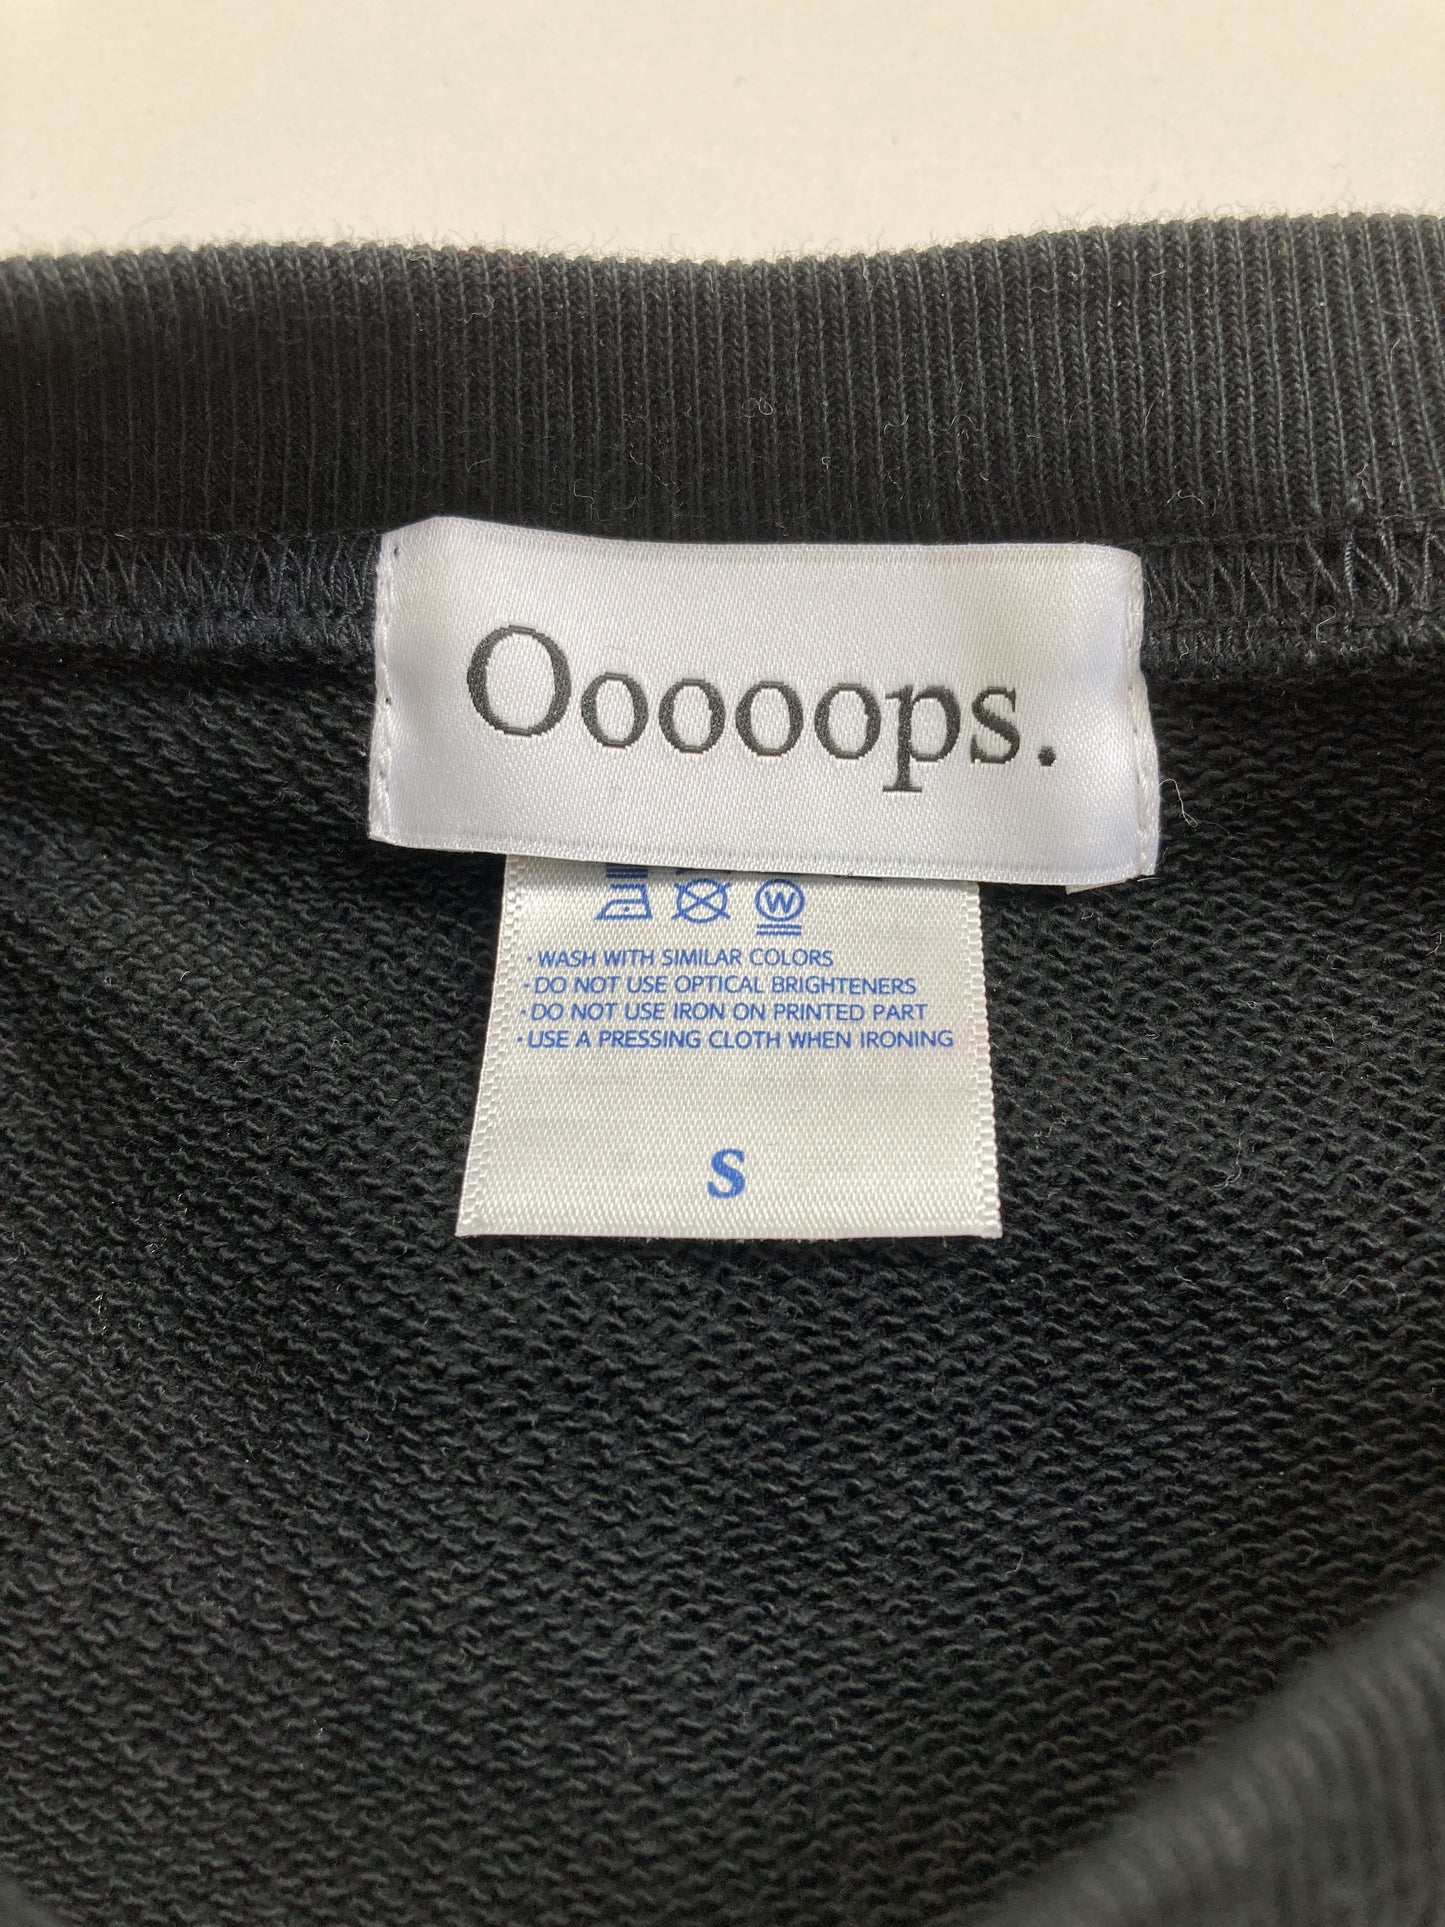 Ooooops.
W
・WASH WITH SIMILAR COLORS
・DO NOT USE OPTICAL BRIGHTENERS
・DO NOT USE IRON ON PRINTED PART
・USE A PRESSING CLOTH WHEN IRONING
S